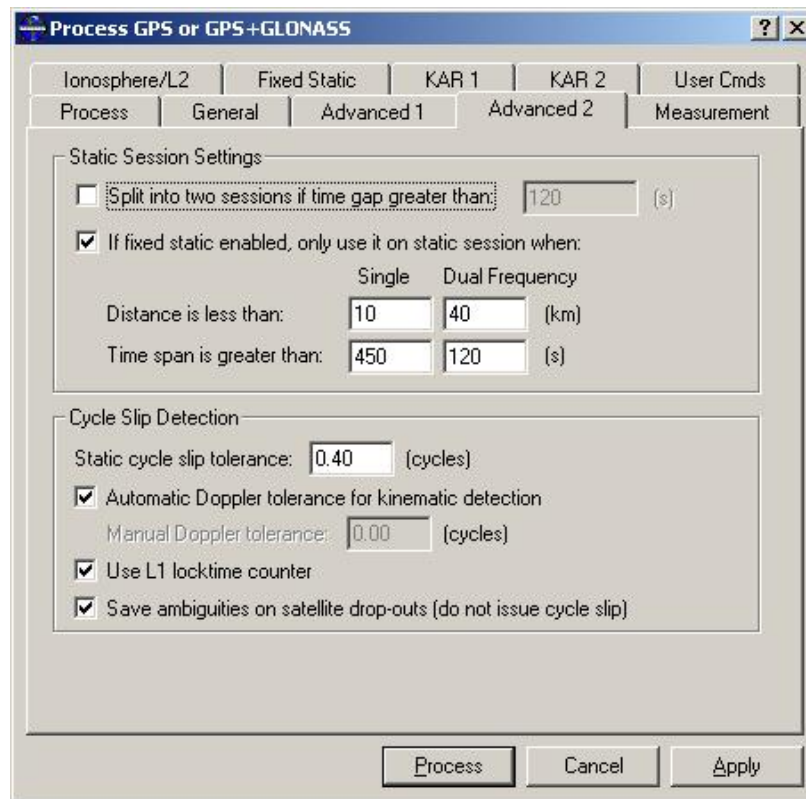 Process GPS or GPS+GLONASS
Ionosphere/L2 Fixed Static KAR 1 KAR 2 User Cmds
Process General Advanced 1 Advanced 2 Measurement
Static Session Settings
Split into two sessions if time gap greater than: 120 (s)
If fixed static enabled, only use it on static session when:
Single Dual Frequency
Distance is less than: 10 40 (km)
Time span is greater than: 450 120 (s)
Cycle Slip Detection
Static cycle slip tolerance: 0.40 (cycles)
Automatic Doppler tolerance for kinematic detection
Manual Doppler tolerance: 0.00 (cycles)
Use L1 locktime counter
Save ambiguities on satellite drop-outs (do not issue cycle slip)
Process Cancel Apply